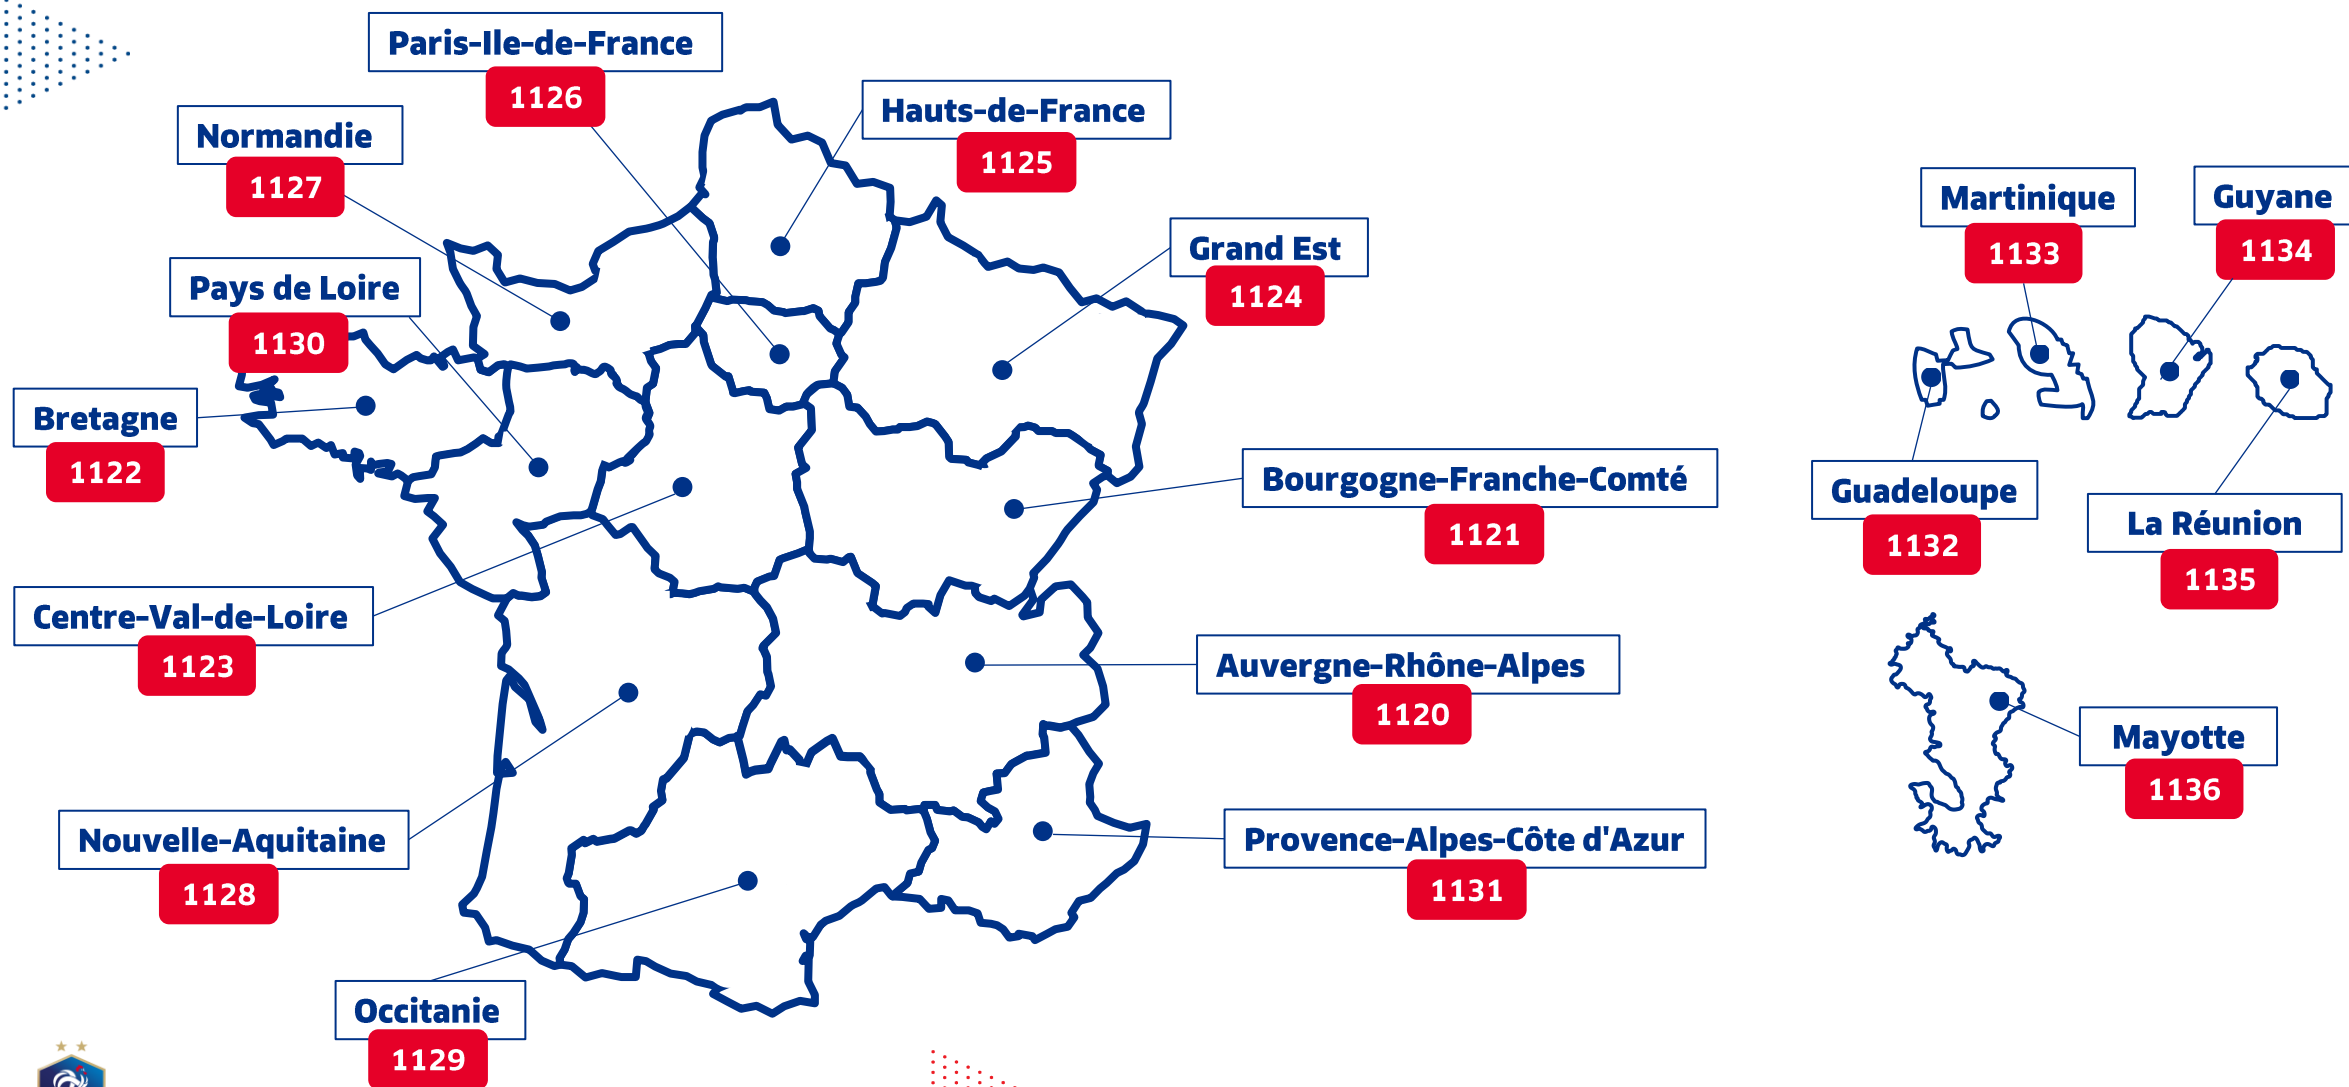 Paris-Ile-de-France
1126
Hauts-de-France
1125
Normandie
1127
Grand Est
1124
Pays de Loire
1130
Bretagne
1122
Bourgogne-Franche-Comté
1121
Centre-Val-de-Loire
1123
Auvergne-Rhône-Alpes
1120
Nouvelle-Aquitaine
1128
Provence-Alpes-Côte d'Azur
1131
Occitanie
1129
Martinique
1133
Guyane
1134
Guadeloupe
1132
La Réunion
1135
Mayotte
1136